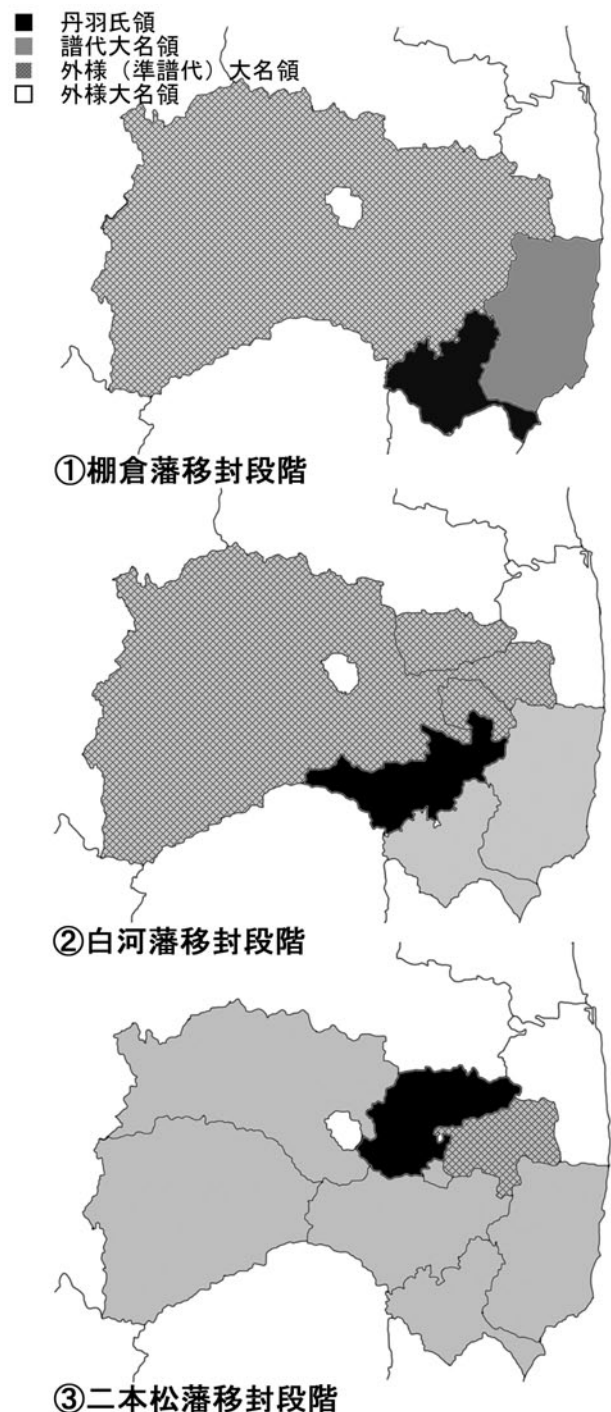 丹羽氏領
譜代大名領
外様（準譜代）大名領
外様大名領
①棚倉藩移封段階
②白河藩移封段階
③二本松藩移封段階